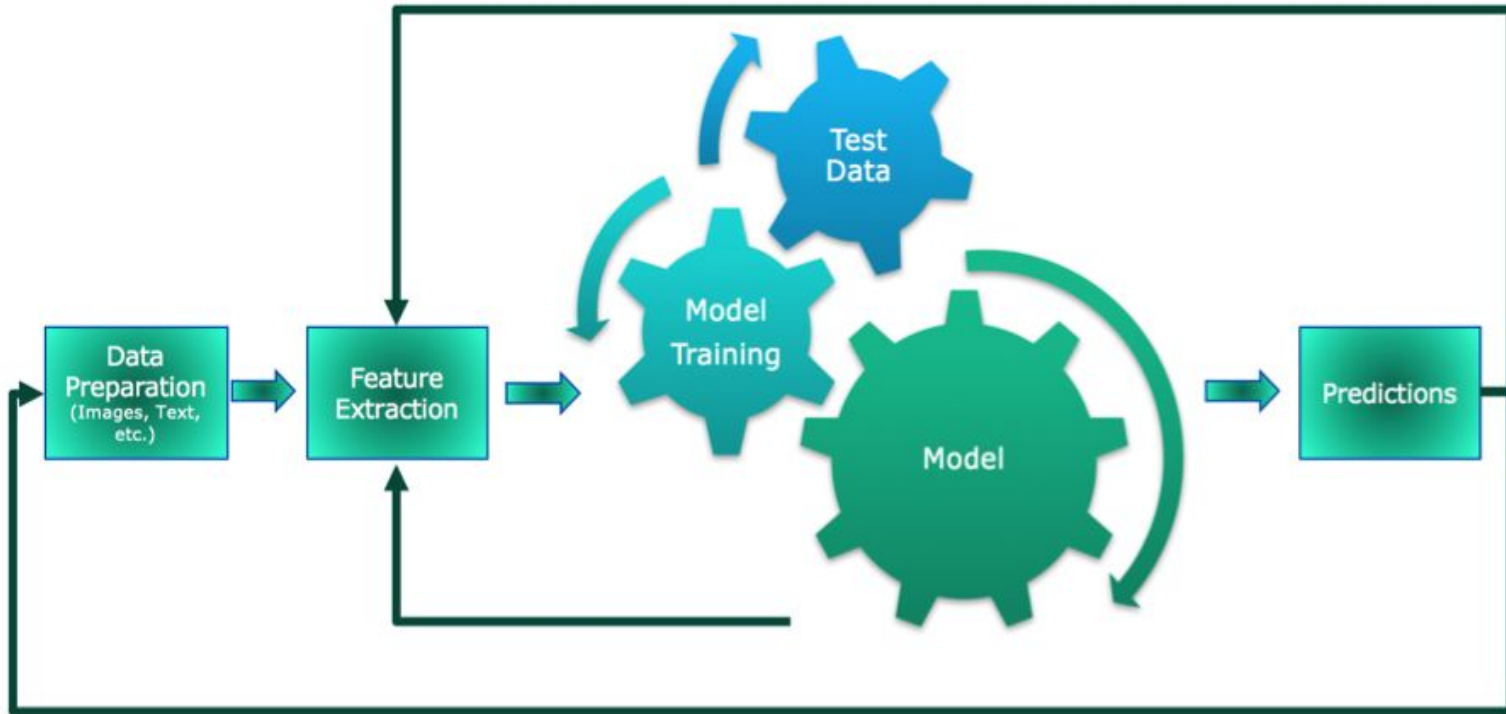 Test
Data
Model
Training
Data
Preparation
(Images, Text,
etc.)
Feature
Extraction
Model
Predictions